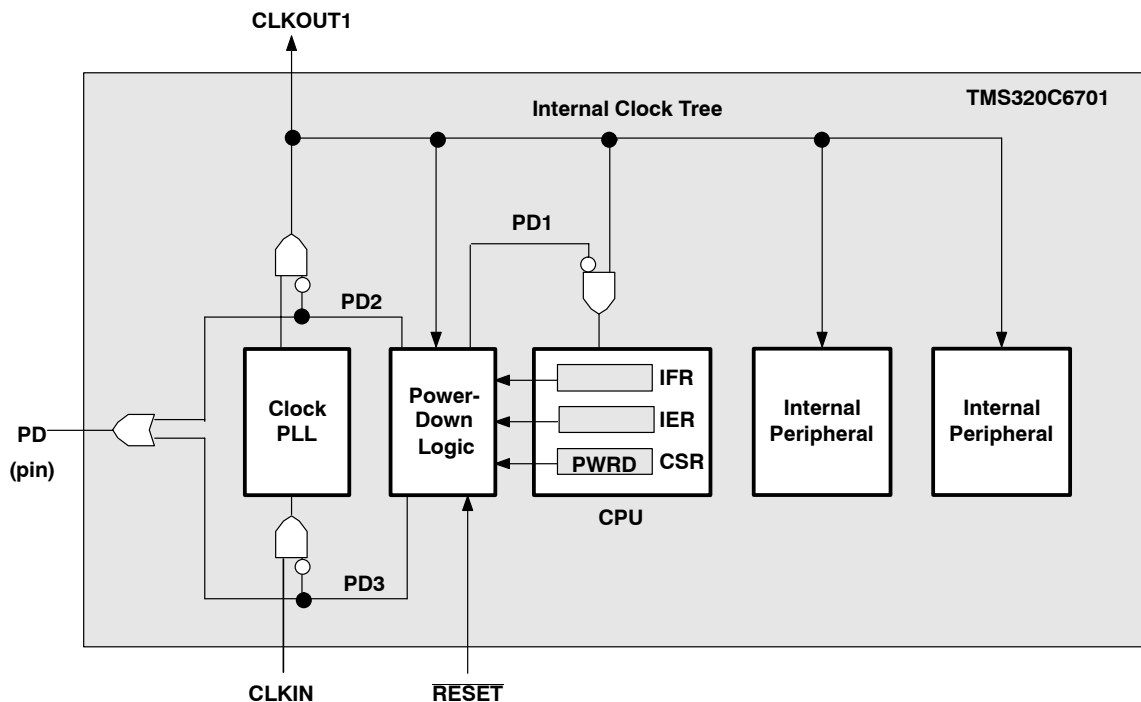 CLKOUT1
TMS320C6701
Internal Clock Tree
PD1
PD2
Clock
PLL
Power-
Down
Logic
IFR
IER
PWRD
CSR
CPU
Internal
Peripheral
Internal
Peripheral
PD
(pin)
PD3
CLKIN
RESET